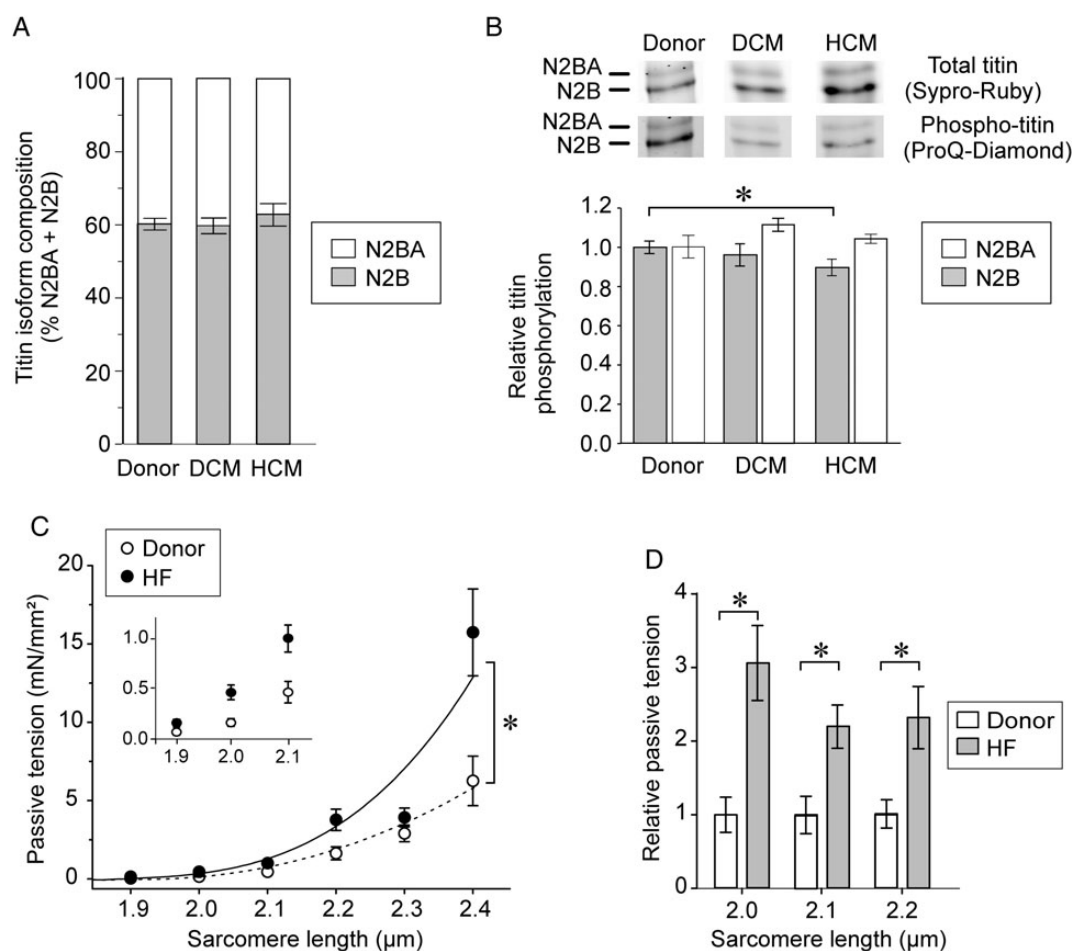 A
Titin isoform composition
(% N2BA + N2B)
100
80
60
40
20
0
Donor DCM HCM
N2BA
N2B
B
Donor DCM HCM
N2BA
N2B
Total titin
(Sypro-Ruby)
N2BA
N2B
Phospho-titin
(ProQ-Diamond)
Relative titin
phosphorylation
1.2
1.0
0.8
0.6
0.4
0.2
0.0
*
Donor DCM HCM
N2BA
N2B
C
Donor
HF
Passive tension (mN/mm²)
20
15
10
5
0
1.0
0.5
0.0
1.9 2.0 2.1
*
1.9 2.0 2.1 2.2 2.3 2.4
Sarcomere length (µm)
D
Relative passive tension
4
3
2
1
0
* * *
Donor
HF
2.0 2.1 2.2
Sarcomere length (µm)